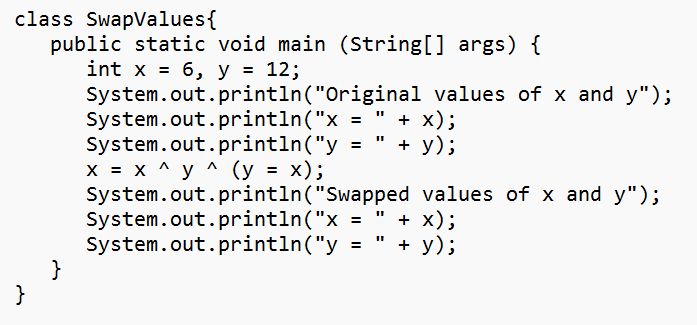 class SwapValues{
   public static void main (String[] args) {
      int x = 6, y = 12;
      System.out.println("Original values of x and y");
      System.out.println("x = " + x);
      System.out.println("y = " + y);
      x = x ^ y ^ (y = x);
      System.out.println("Swapped values of x and y");
      System.out.println("x = " + x);
      System.out.println("y = " + y);
   }
}